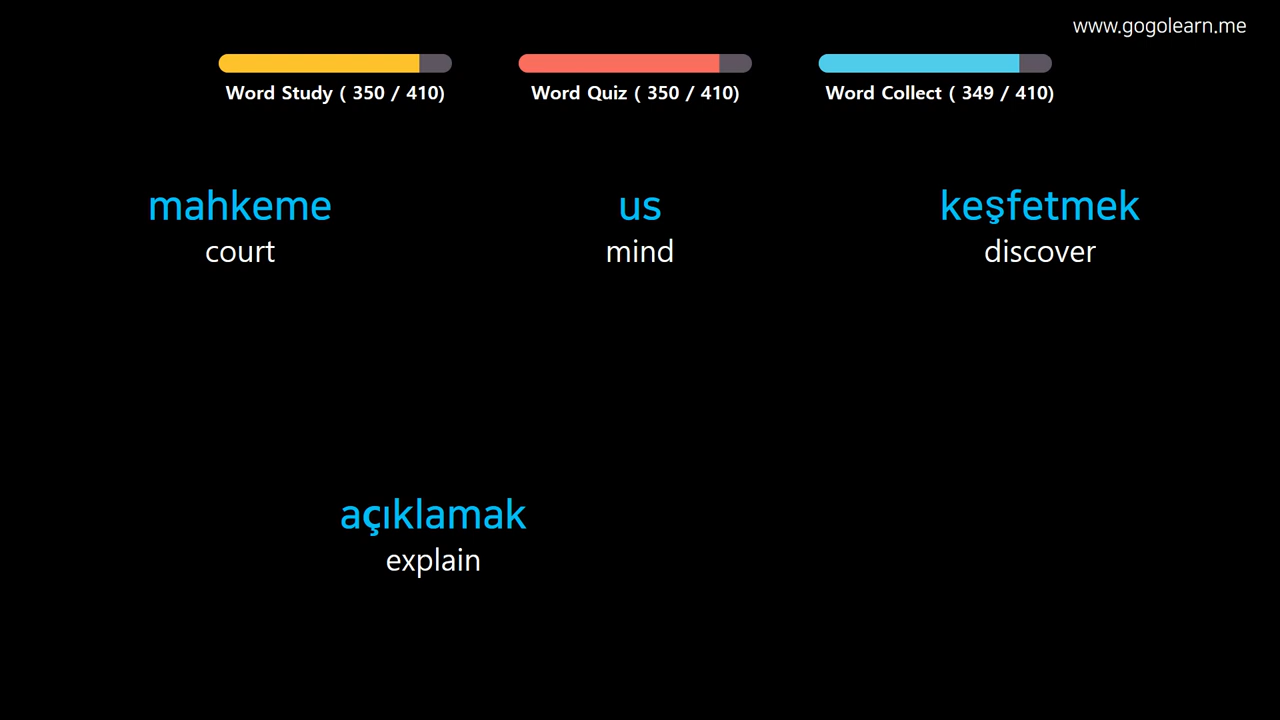 www.gogolearn.me
Word Study ( 350 / 410)
Word Quiz ( 350 / 410)
Word Collect ( 349 / 410)
mahkeme
court
us
mind
keşfetmek
discover
açıklamak
explain